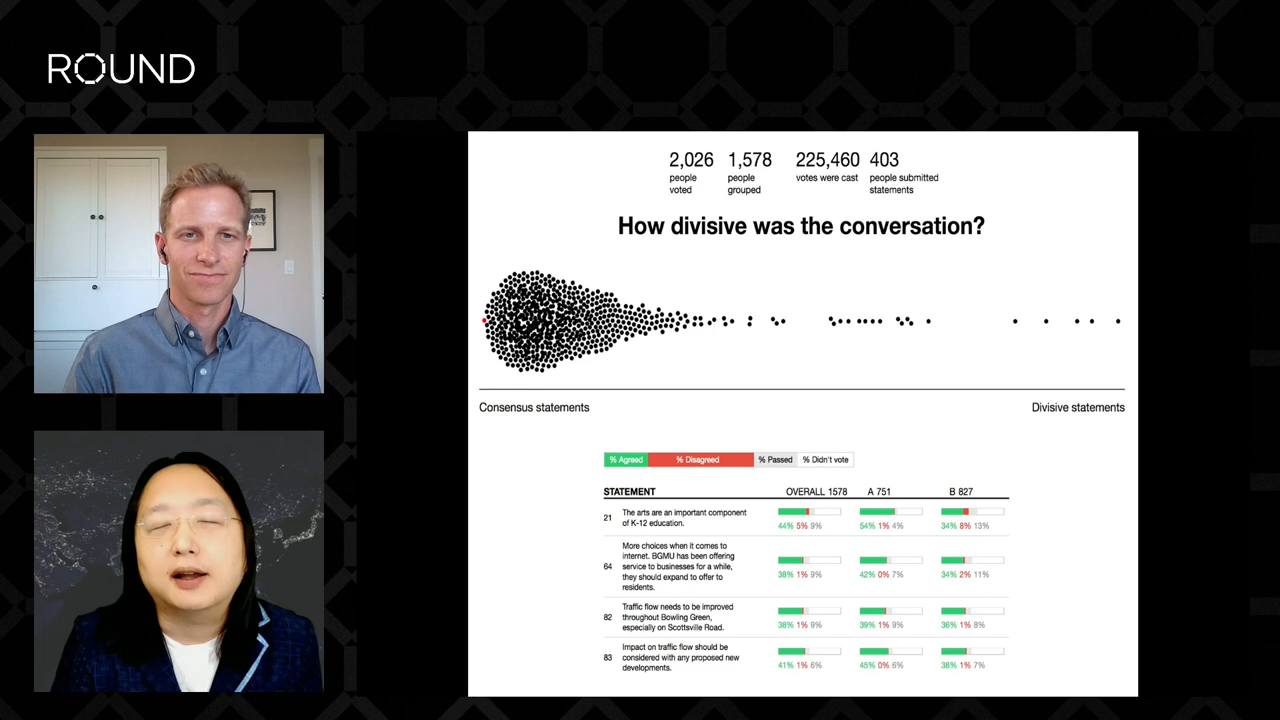 ROUND
2,026 1,578 225,460 403
people people votes were cast people submitted
voted grouped statements
How divisive was the conversation?
Consensus statements Divisive statements
% Agreed % Disagreed % Passed % Didn't vote
STATEMENT OVERALL 1578 A 751 B 827
21 The arts are an important component
of K-12 education.
44% 5% 9% 54% 1% 4% 34% 8% 13%
64 More choices when it comes to
internet. BGMU has been offering
service to businesses for a while,
they should expand to offer to
residents.
38% 1% 9% 42% 0% 7% 34% 2% 11%
82 Traffic flow needs to be improved
throughout Bowling Green,
especially on Scottsville Road.
38% 1% 9% 39% 1% 9% 36% 1% 8%
83 Impact on traffic flow should be
considered with any proposed new
developments.
41% 1% 6% 45% 0% 6% 38% 1% 7%